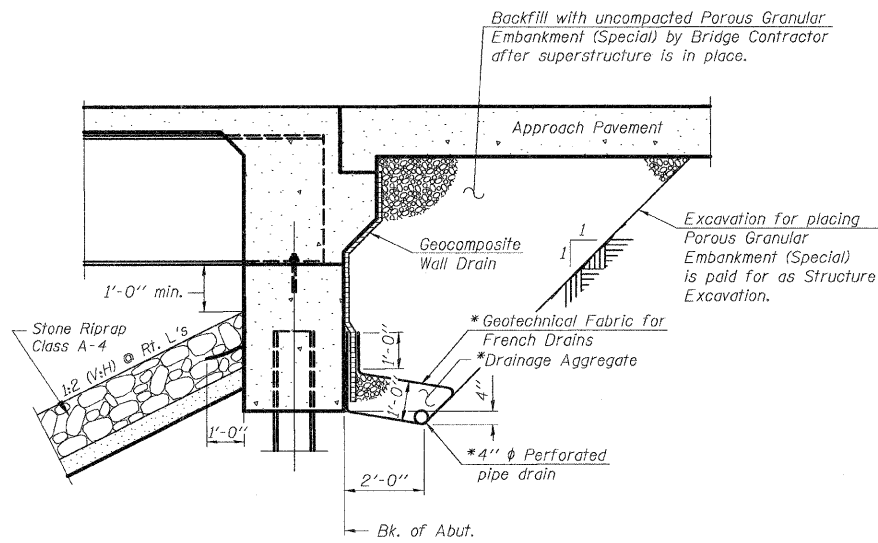 Backfill with uncompacted Porous Granular
Embankment (Special) by Bridge Contractor
after superstructure is in place.
Approach Pavement
Geocomposite
Wall Drain
1
1
Excavation for placing
Porous Granular
Embankment (Special)
is paid for as Structure
Excavation.
1'-0" min.
Stone Riprap
Class A-4
1:2 (V:H) @ Rt. L's
1'-0"
1'-0"
*Geotechnical Fabric for
French Drains
*Drainage Aggregate
1'-0"
4"
*4" ϕ Perforated
pipe drain
2'-0"
Bk. of Abut.